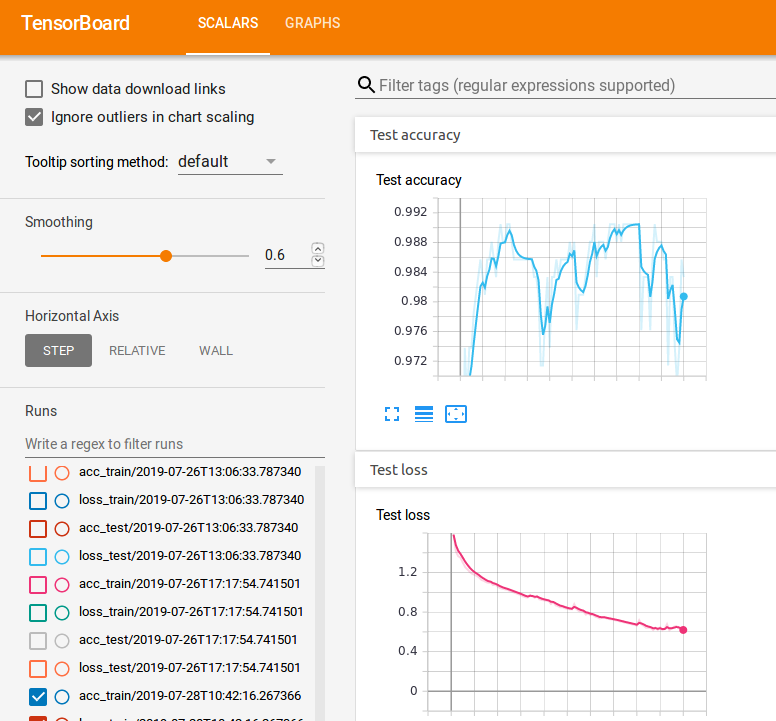 TensorBoard
SCALARS GRAPHS
Show data download links
Ignore outliers in chart scaling
Tooltip sorting method: default
Smoothing
0.6
Horizontal Axis
STEP RELATIVE WALL
Runs
Write a regex to filter runs
acc_train/2019-07-26T13:06:33.787340
loss_train/2019-07-26T13:06:33.787340
acc_test/2019-07-26T13:06:33.787340
loss_test/2019-07-26T13:06:33.787340
acc_train/2019-07-26T17:17:54.741501
loss_train/2019-07-26T17:17:54.741501
acc_test/2019-07-26T17:17:54.741501
loss_test/2019-07-26T17:17:54.741501
acc_train/2019-07-28T10:42:16.267366
Filter tags (regular expressions supported)
Test accuracy
Test accuracy
0.992
0.988
0.984
0.98
0.976
0.972
Test loss
Test loss
1.2
0.8
0.4
0